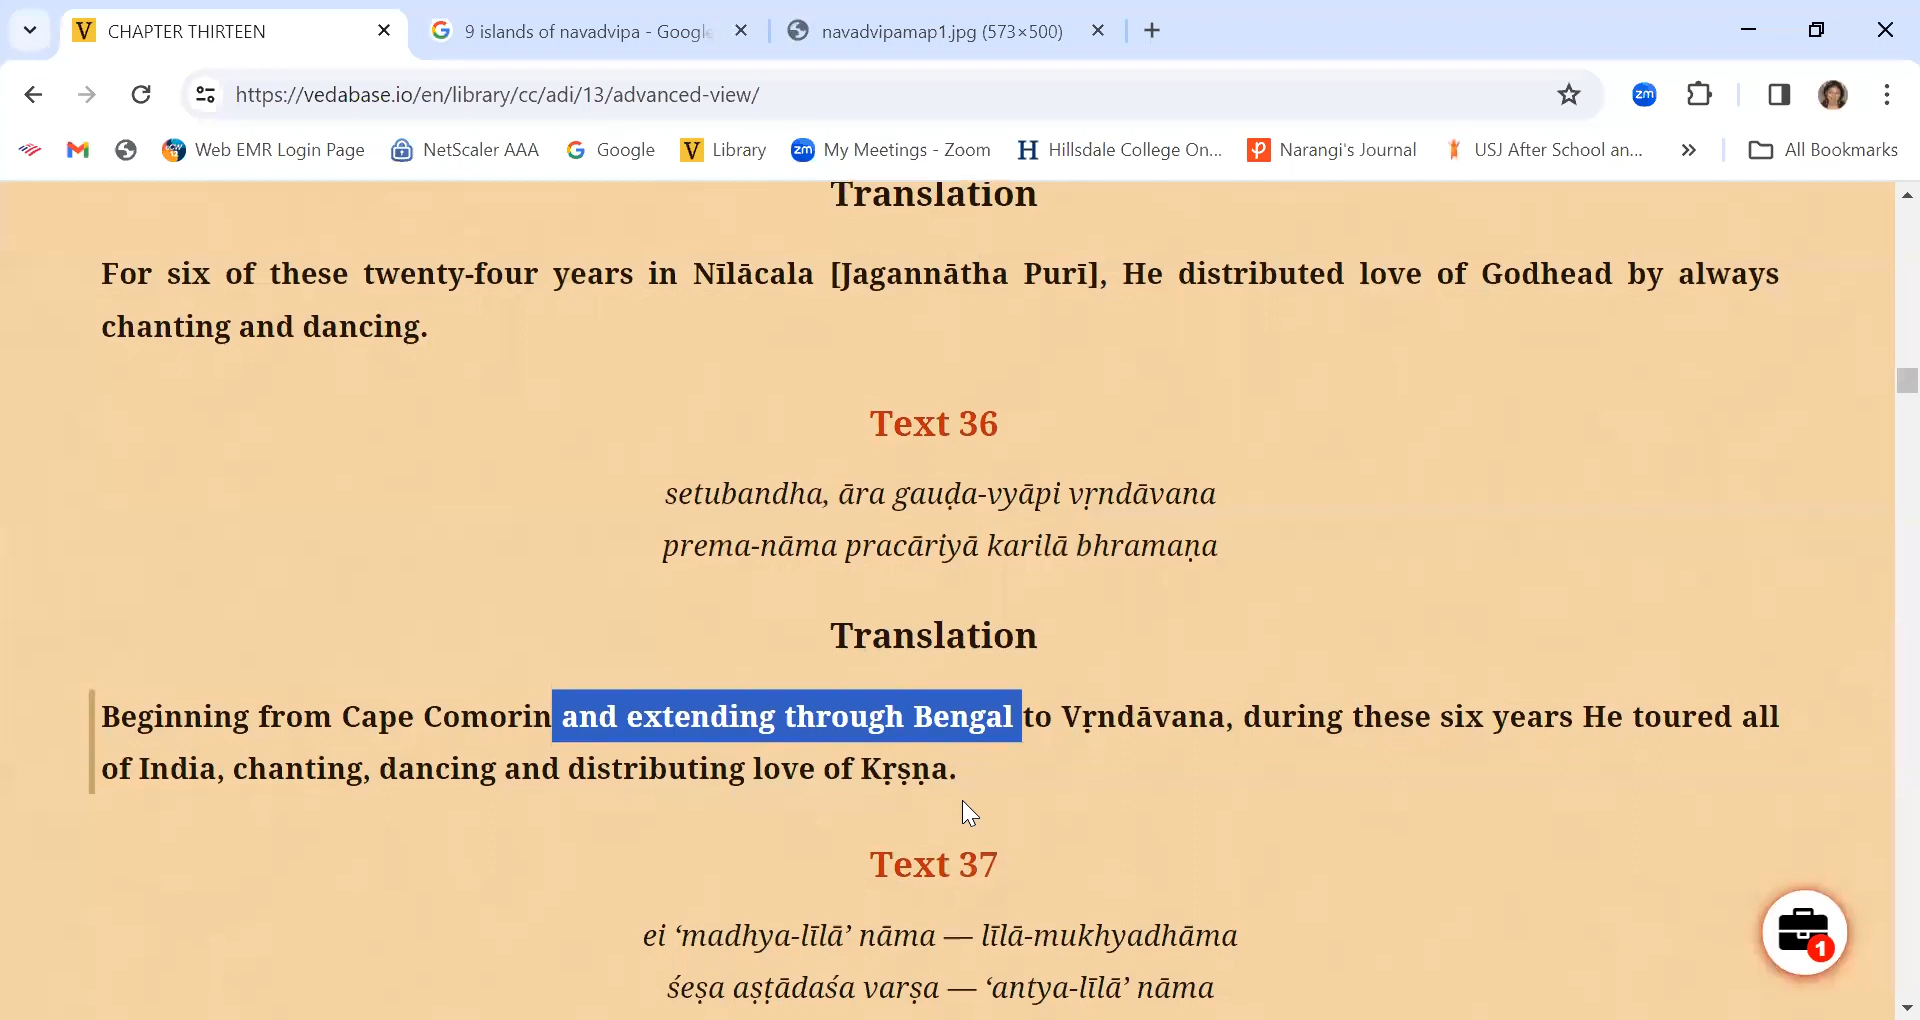 CHAPTER THIRTEEN
9 islands of navadvipa - Google
navadvipamap1.jpg (573×500)
https://vedabase.io/en/library/cc/adi/13/advanced-view/
zm
Web EMR Login Page
NetScaler AAA
Google
Library
zm My Meetings - Zoom
Hillsdale College On...
Narangi's Journal
USJ After School an...
»
All Bookmarks
Translation
For six of these twenty-four years in Nīlācala [Jagannātha Purī], He distributed love of Godhead by always
chanting and dancing.
Text 36
setubandha, āra gauḍa-vyāpi vṛndāvana
prema-nāma pracāriyā karilā bhramaṇa
Translation
Beginning from Cape Comorin and extending through Bengal to Vṛndāvana, during these six years He toured all
of India, chanting, dancing and distributing love of Kṛṣṇa.
Text 37
ei ‘madhya-līlā’ nāma — līlā-mukhyadhāma
śeṣa aṣṭādaśa varṣa — ‘antya-līlā’ nāma
1